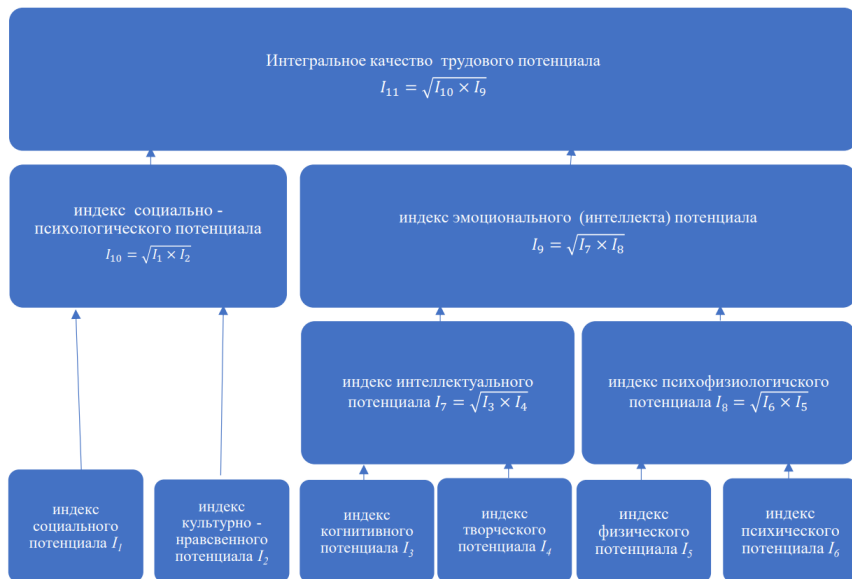 Интегральное качество трудового потенциала
I₁₁ = √(I₁₀ × I₉)
индекс социально -
психологического потенциала
I₁₀ = √(I₁ × I₂)
индекс эмоционального (интеллекта) потенциала
I₉ = √(I₇ × I₈)
индекс интеллектуального
потенциала I₇ = √(I₃ × I₄)
индекс психофизиологичского
потенциала I₈ = √(I₆ × I₅)
индекс
социального
потенциала I₁
индекс
культурно -
нравсвенного
потенциала I₂
индекс
когнитивного
потенциала I₃
индекс
творческого
потенциала I₄
индекс
физического
потенциала I₅
индекс
психического
потенциала I₆